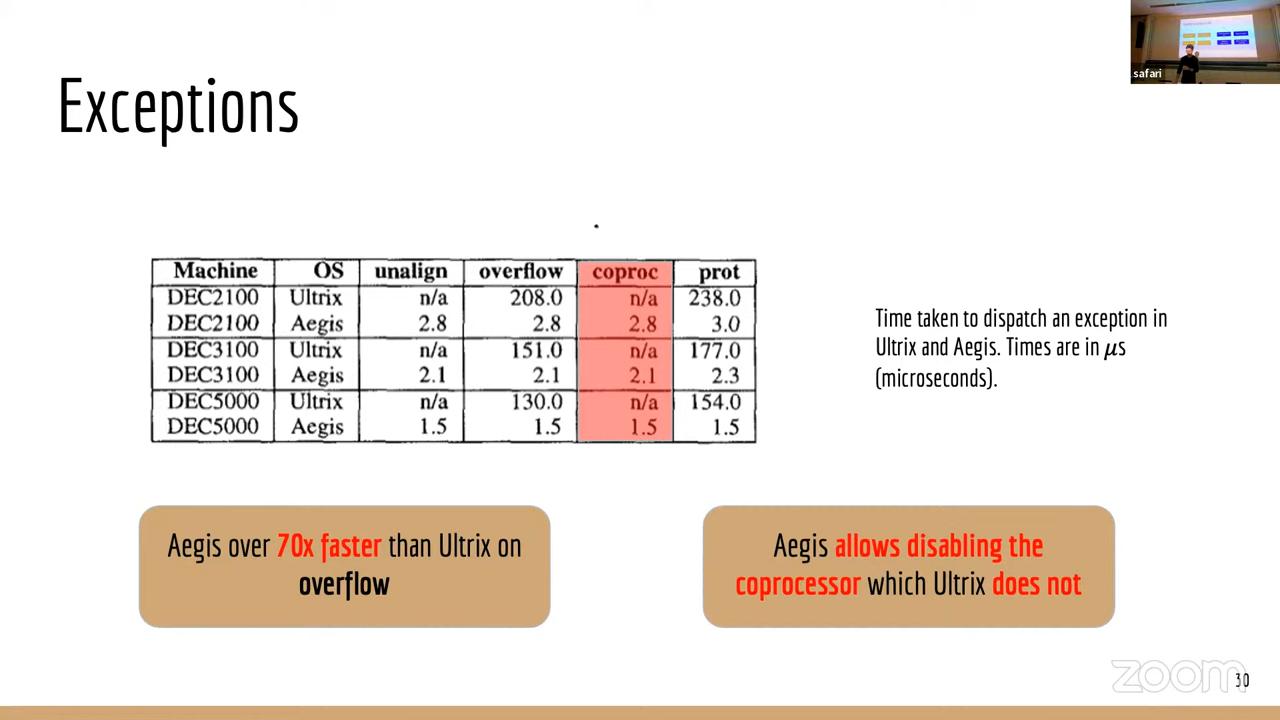 safari
Exceptions
Machine OS unalign overflow coproc prot
DEC2100 Ultrix n/a 208.0 n/a 238.0
DEC2100 Aegis 2.8 2.8 2.8 3.0
DEC3100 Ultrix n/a 151.0 n/a 177.0
DEC3100 Aegis 2.1 2.1 2.1 2.3
DEC5000 Ultrix n/a 130.0 n/a 154.0
DEC5000 Aegis 1.5 1.5 1.5 1.5
Time taken to dispatch an exception in
Ultrix and Aegis. Times are in μs
(microseconds).
Aegis over 70x faster than Ultrix on
overflow
Aegis allows disabling the
coprocessor which Ultrix does not
zoom
30